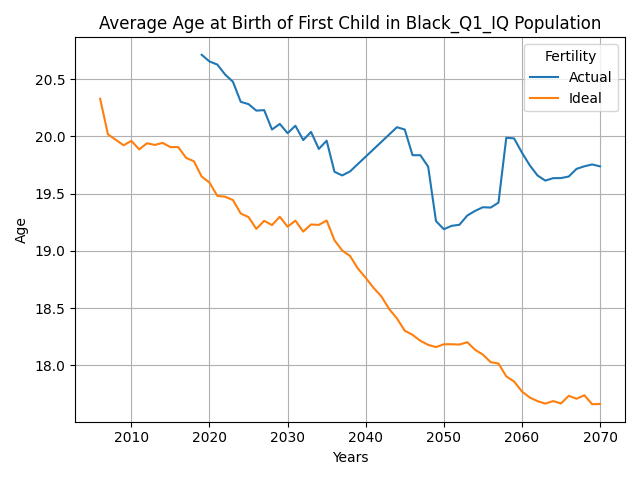 Average Age at Birth of First Child in Black_Q1_IQ Population
Fertility
Actual
Ideal
Age
20.5
20.0
19.5
19.0
18.5
18.0
2010 2020 2030 2040 2050 2060 2070
Years